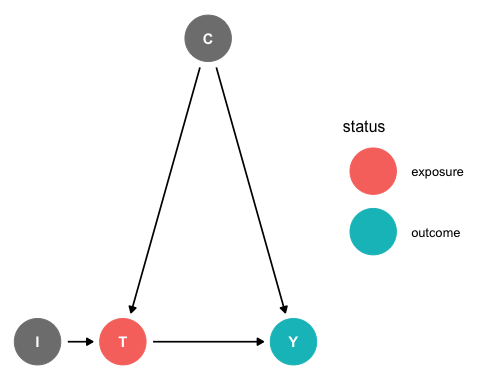 C
status
exposure
outcome
I T Y